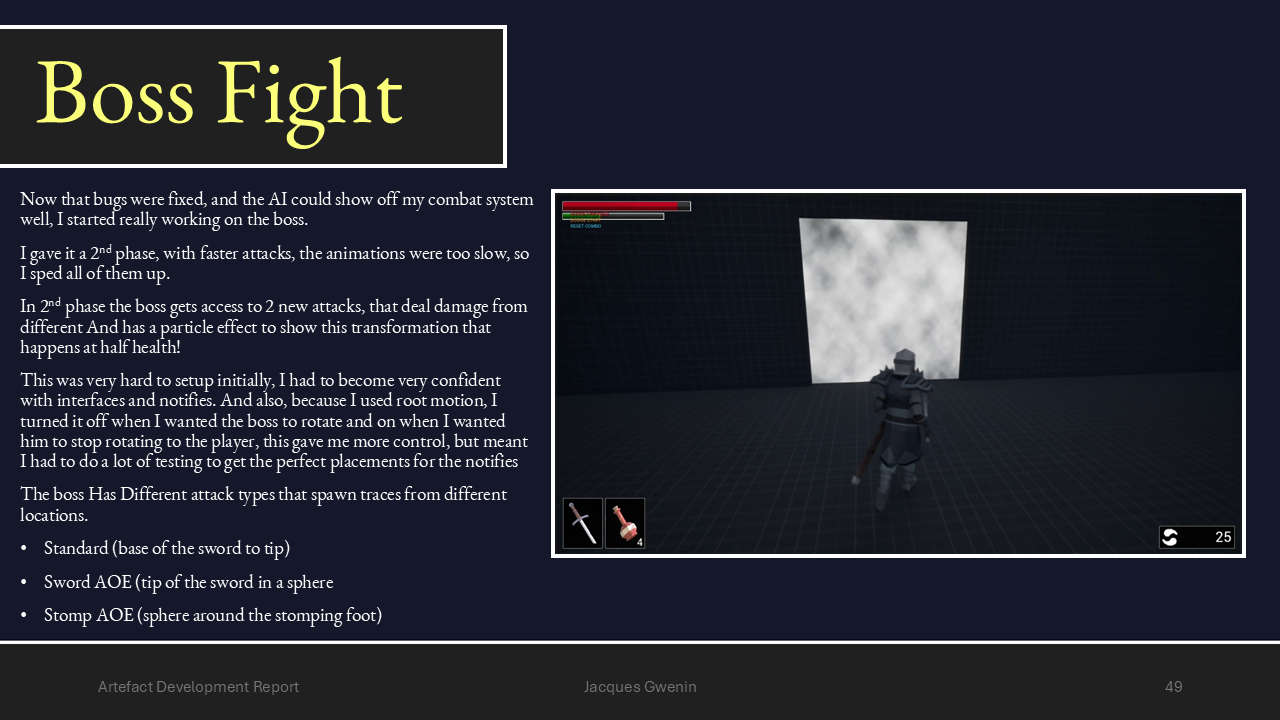 Boss Fight
Now that bugs were fixed, and the AI could show off my combat system
well, I started really working on the boss.
I gave it a 2nd phase, with faster attacks, the animations were too slow, so
I sped all of them up.
In 2nd phase the boss gets access to 2 new attacks, that deal damage from
different And has a particle effect to show this transformation that
happens at half health!
This was very hard to setup initially, I had to become very confident
with interfaces and notifies. And also, because I used root motion, I
turned it off when I wanted the boss to rotate and on when I wanted
him to stop rotating to the player, this gave me more control, but meant
I had to do a lot of testing to get the perfect placements for the notifies
The boss Has Different attack types that spawn traces from different
locations.
• Standard (base of the sword to tip)
• Sword AOE (tip of the sword in a sphere
• Stomp AOE (sphere around the stomping foot)
RESET COMBO
4
25
Artefact Development Report
Jacques Gwenin
49